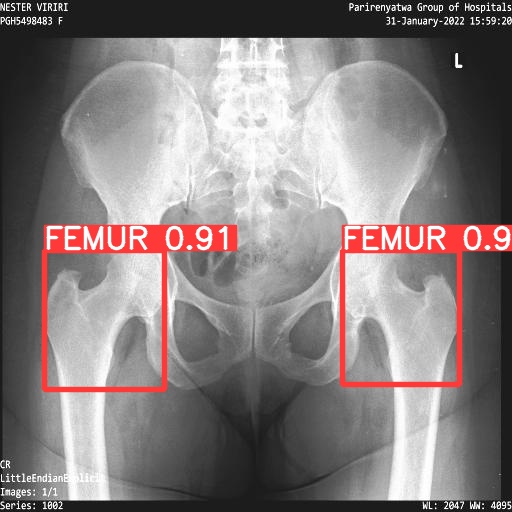 NESTER VIRIRI
PGH5498483 F
Parirenyatwa Group of Hospitals
31-January-2022 15:59:20
L
FEMUR 0.91
FEMUR 0.9
CR
Images: 1/1
Series: 1002
WL: 2047 WW: 4095